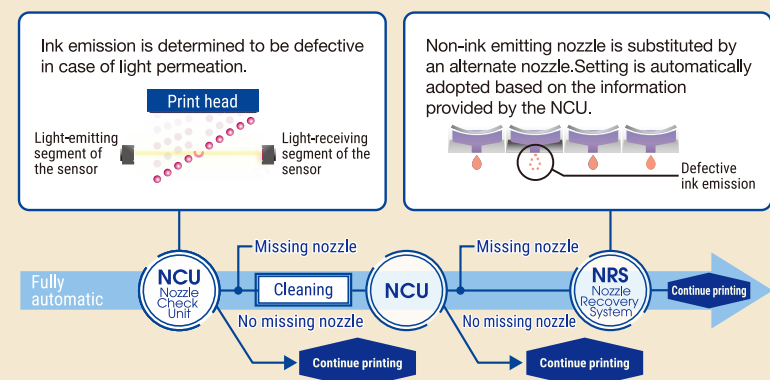 Ink emission is determined to be defective
in case of light permeation.
Print head
Light-emitting
segment of
the sensor
Light-receiving
segment of the
sensor
Non-ink emitting nozzle is substituted by
an alternate nozzle.Setting is automatically
adopted based on the information
provided by the NCU.
Defective
ink emission
Fully
automatic
NCU
Nozzle
Check
Unit
Missing nozzle
Cleaning
No missing nozzle
Continue printing
NCU
Missing nozzle
No missing nozzle
Continue printing
NRS
Nozzle
Recovery
System
Continue printing